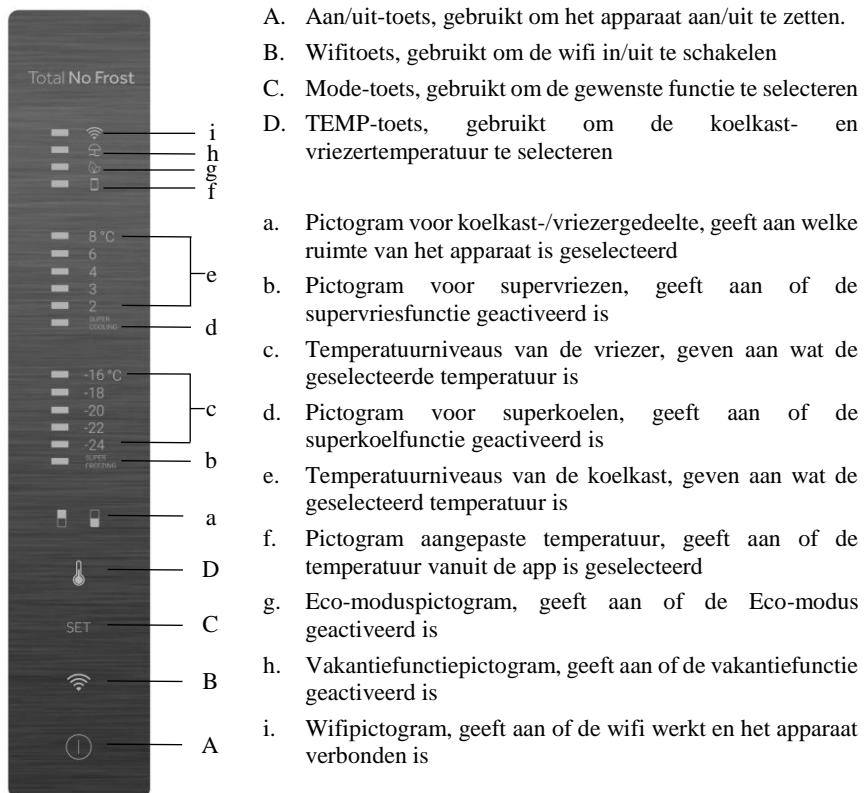 Total No Frost
i
h
g
f
8 °C
6
4
3
2
e
SUPER
COOLING
d
-16 °C
-18
-20
-22
-24
c
SUPER
FREEZING
b
a
D
SET
C
B
A
A. Aan/uit-toets, gebruikt om het apparaat aan/uit te zetten.
B. Wifitoets, gebruikt om de wifi in/uit te schakelen
C. Mode-toets, gebruikt om de gewenste functie te selecteren
D. TEMP-toets, gebruikt om de koelkast- en
vriezertemperatuur te selecteren
a. Pictogram voor koelkast-/vriezergedeelte, geeft aan welke
ruimte van het apparaat is geselecteerd
b. Pictogram voor supervriezen, geeft aan of de
supervriesfunctie geactiveerd is
c. Temperatuurniveaus van de vriezer, geven aan wat de
geselecteerde temperatuur is
d. Pictogram voor superkoelen, geeft aan of de
superkoelfunctie geactiveerd is
e. Temperatuurniveaus van de koelkast, geven aan wat de
geselecteerd temperatuur is
f. Pictogram aangepaste temperatuur, geeft aan of de
temperatuur vanuit de app is geselecteerd
g. Eco-moduspictogram, geeft aan of de Eco-modus
geactiveerd is
h. Vakantiefunctiepictogram, geeft aan of de vakantiefunctie
geactiveerd is
i. Wifipictogram, geeft aan of de wifi werkt en het apparaat
verbonden is